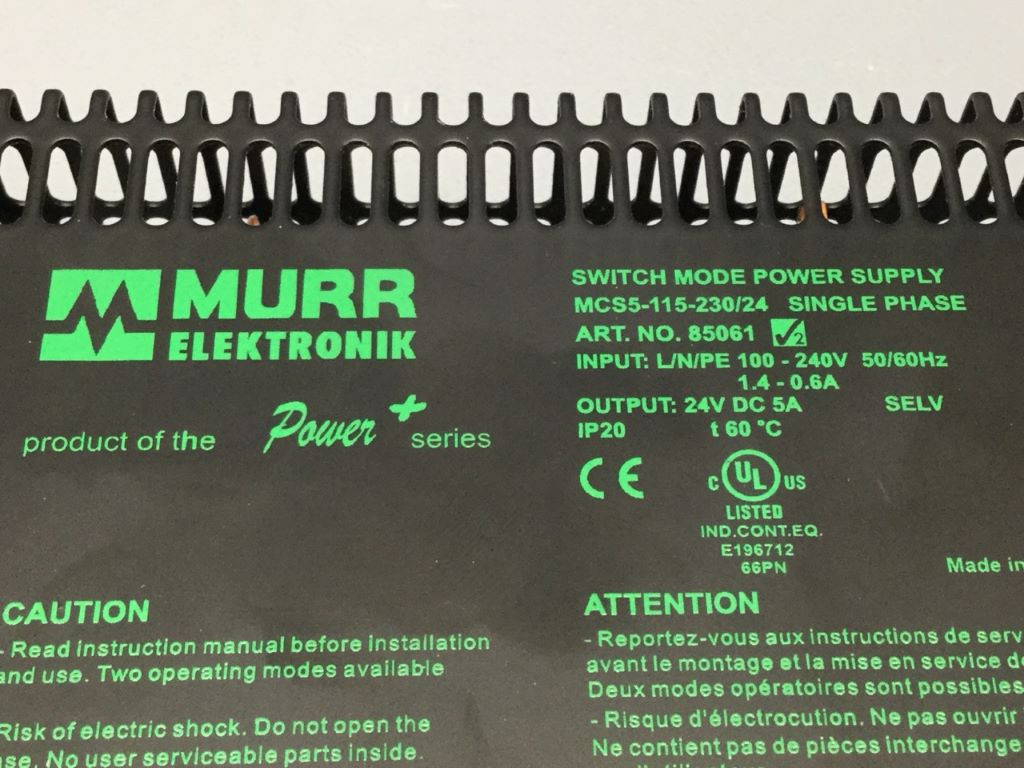 MURR
ELEKTRONIK
product of the Power+ series
SWITCH MODE POWER SUPPLY
MCS5-115-230/24 SINGLE PHASE
ART. NO. 85061 2
INPUT: L/N/PE 100 - 240V 50/60Hz
1.4 - 0.6A
OUTPUT: 24V DC 5A SELV
IP20 t 60 °C
CE
C UL US
LISTED
IND.CONT.EQ.
E196712
66PN
Made in
CAUTION
- Read instruction manual before installation
and use. Two operating modes available
Risk of electric shock. Do not open the
No user serviceable parts inside.
ATTENTION
- Reportez-vous aux instructions de
avant le montage et la mise en service
Deux modes opératoires sont possibles
- Risque d'électrocution. Ne pas ouvrir
Ne contient pas de pièces